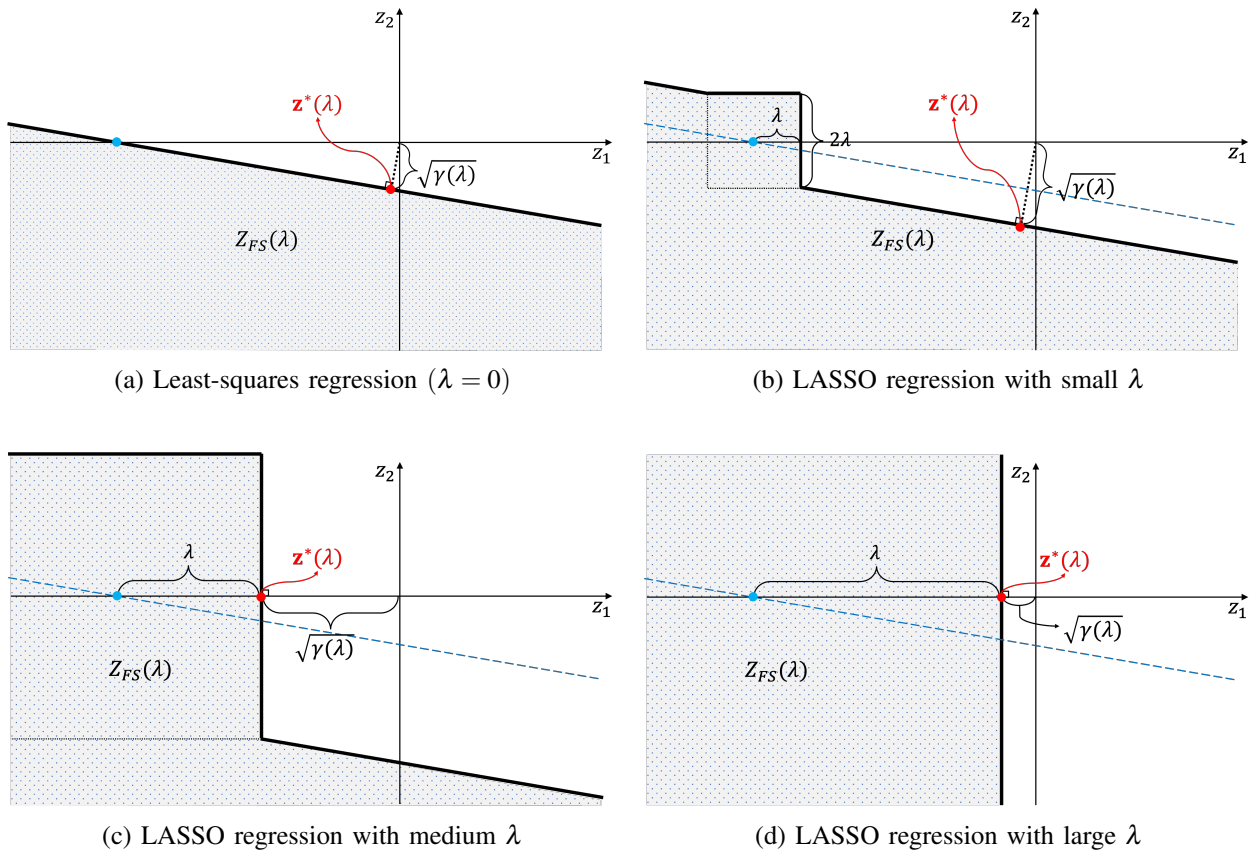 z₂
z*(λ)
z₁
√γ(λ)
Z_FS(λ)
(a) Least-squares regression (λ = 0)
z₂
z*(λ)
λ
2λ
z₁
√γ(λ)
Z_FS(λ)
(b) LASSO regression with small λ
z₂
λ
z*(λ)
z₁
√γ(λ)
Z_FS(λ)
(c) LASSO regression with medium λ
z₂
λ
z*(λ)
z₁
√γ(λ)
Z_FS(λ)
(d) LASSO regression with large λ